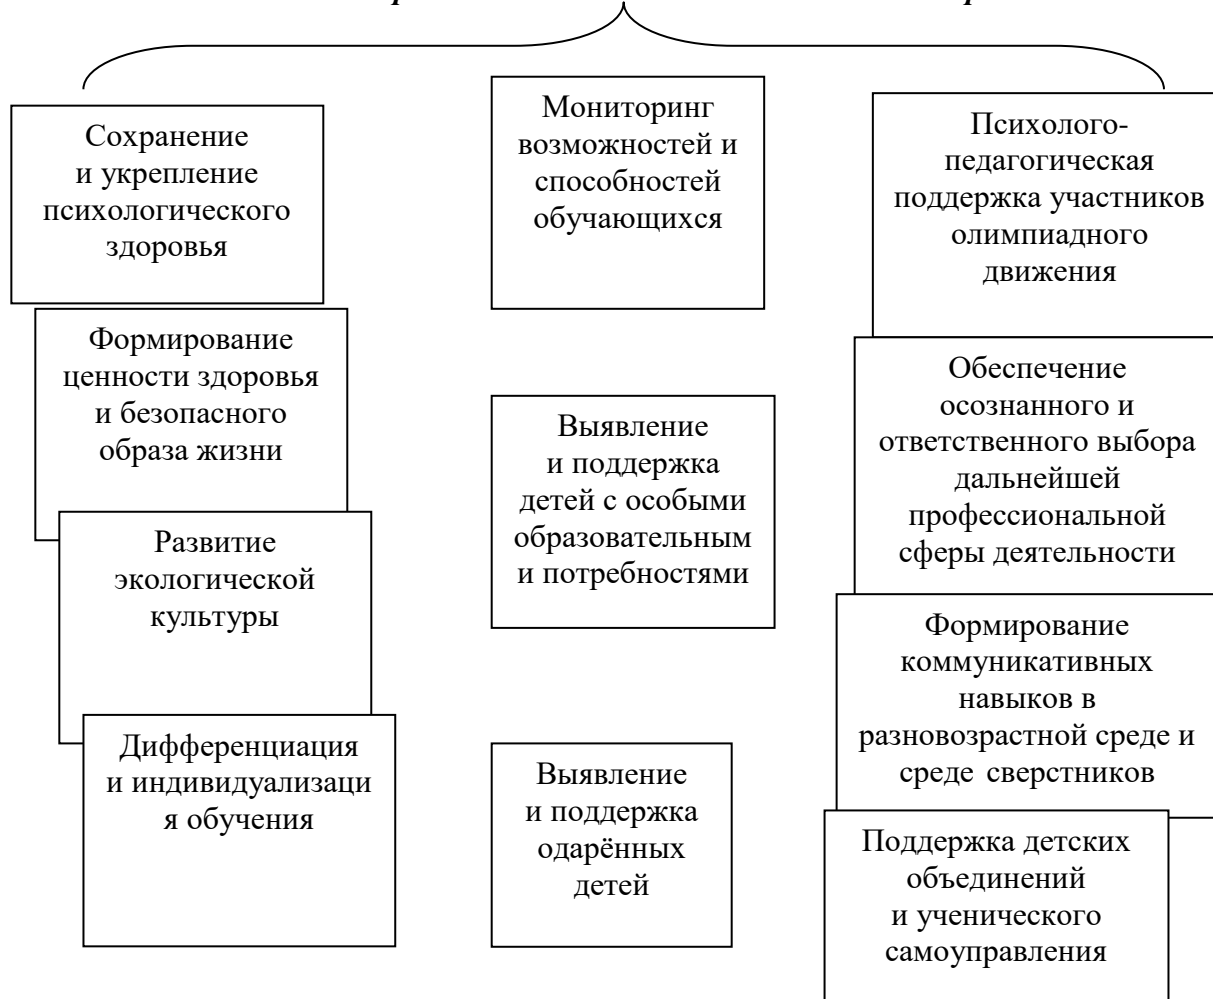 Сохранение
и укрепление
психологического
здоровья
Формирование
ценности здоровья
и безопасного
образа жизни
Развитие
экологической
культуры
Дифференциация
и индивидуализаци
я обучения
Мониторинг
возможностей и
способностей
обучающихся
Выявление
и поддержка
детей с особыми
образовательным
и потребностями
Выявление
и поддержка
одарённых
детей
Психолого-
педагогическая
поддержка участников
олимпиадного
движения
Обеспечение
осознанного и
ответственного выбора
дальнейшей
профессиональной
сферы деятельности
Формирование
коммуникативных
навыков в
разновозрастной среде и
среде сверстников
Поддержка детских
объединений
и ученического
самоуправления